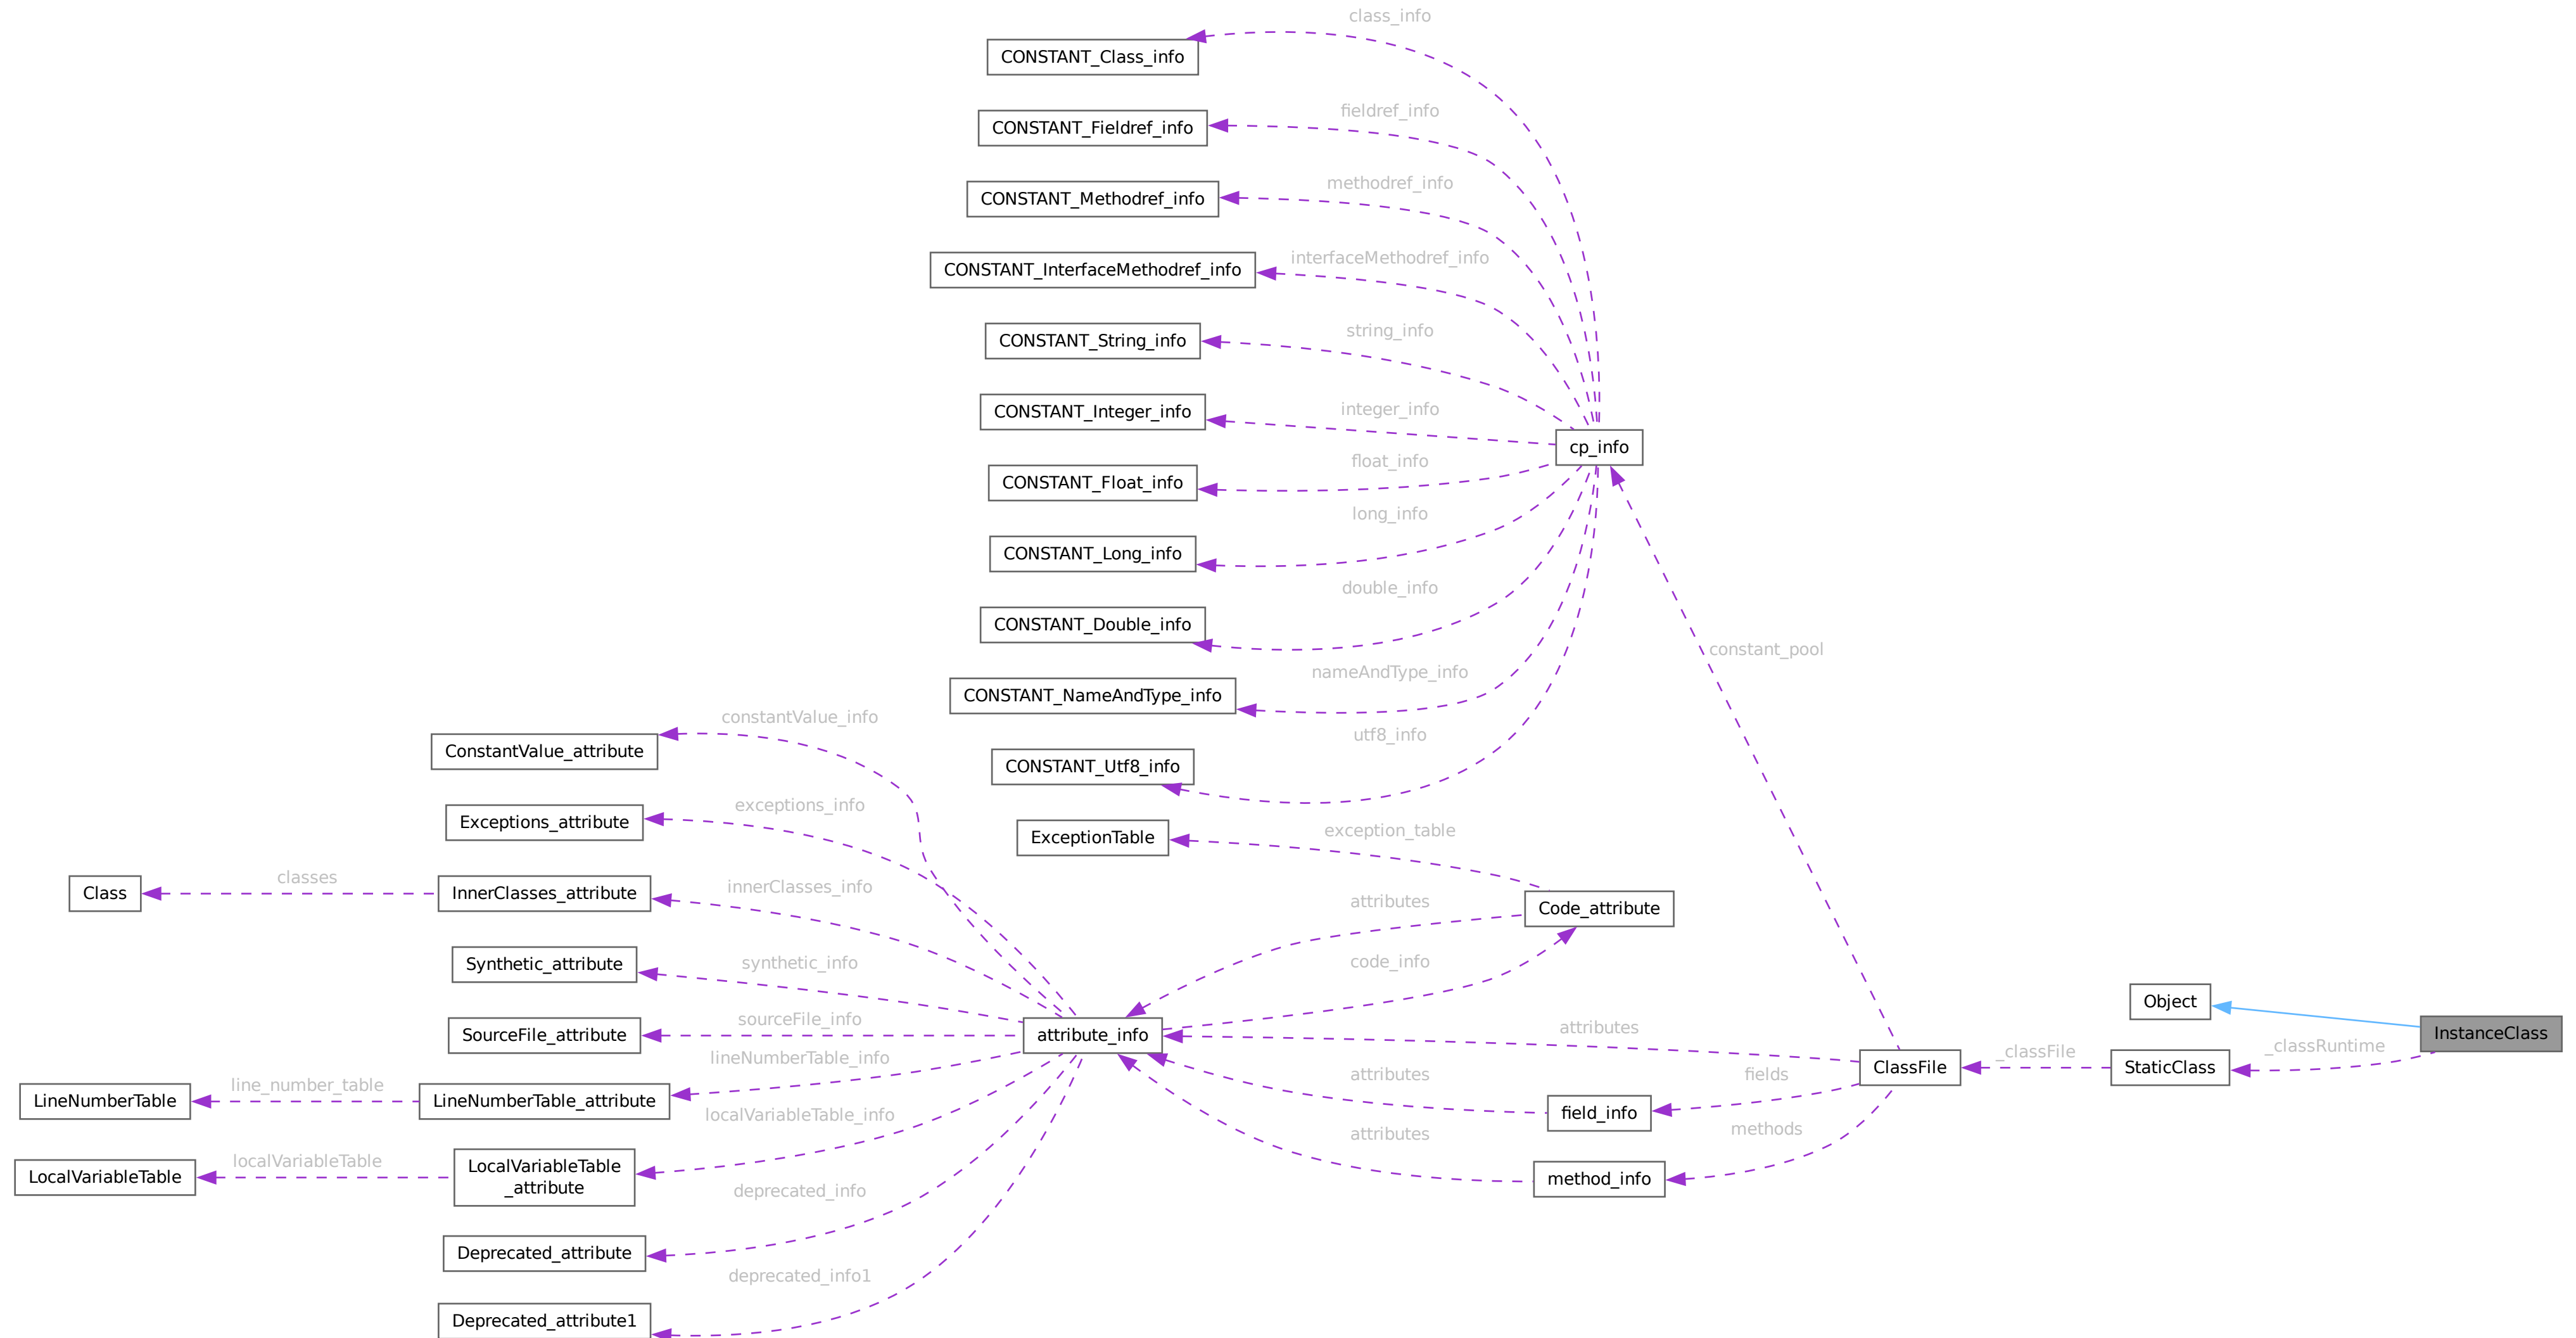 class_info
CONSTANT_Class_info
fieldref_info
CONSTANT_Fieldref_info
methodref_info
CONSTANT_Methodref_info
interfaceMethodref_info
CONSTANT_InterfaceMethodref_info
string_info
CONSTANT_String_info
integer_info
CONSTANT_Integer_info
cp_info
float_info
CONSTANT_Float_info
long_info
CONSTANT_Long_info
double_info
CONSTANT_Double_info
constant_pool
nameAndType_info
CONSTANT_NameAndType_info
constantValue_info
utf8_info
ConstantValue_attribute
CONSTANT_Utf8_info
exceptions_info
Exceptions_attribute
exception_table
ExceptionTable
classes
innerClasses_info
Class
InnerClasses_attribute
attributes
Code_attribute
synthetic_info
Synthetic_attribute
code_info
Object
sourceFile_info
SourceFile_attribute
attribute_info
attributes
InstanceClass
lineNumberTable_info
_classFile
_classRuntime
line_number_table
attributes
fields
ClassFile
StaticClass
LineNumberTable
LineNumberTable_attribute
localVariableTable_info
field_info
attributes
methods
localVariableTable
LocalVariableTable
LocalVariableTable
_attribute
method_info
deprecated_info
Deprecated_attribute
deprecated_info1
Deprecated_attribute1